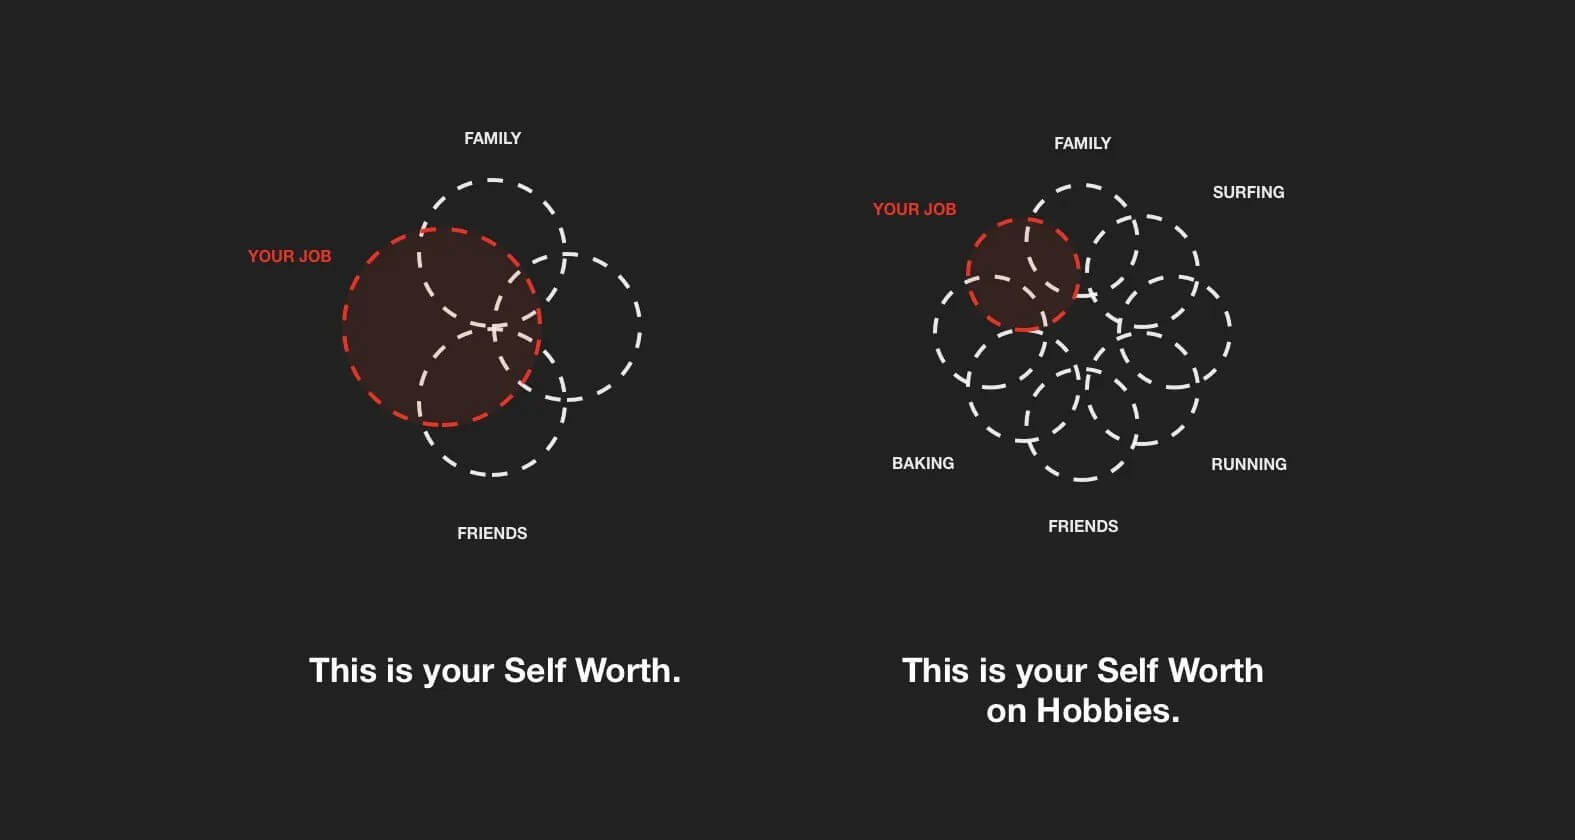 FAMILY
YOUR JOB
FRIENDS
This is your Self Worth.
FAMILY
SURFING
YOUR JOB
BAKING
RUNNING
FRIENDS
This is your Self Worth
on Hobbies.